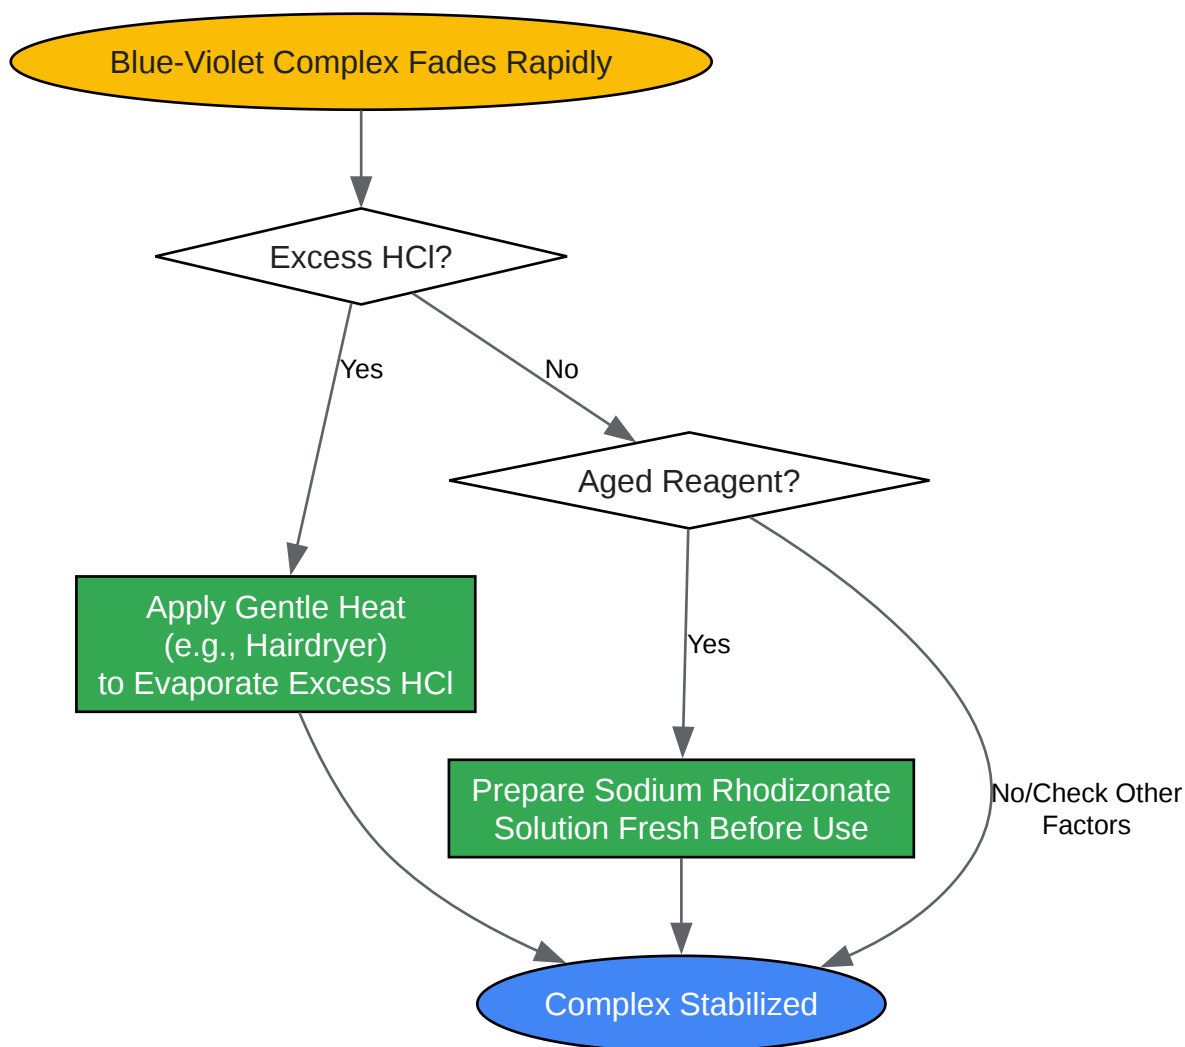 Blue-Violet Complex Fades Rapidly
Excess HCl?
Yes
No
Aged Reagent?
Apply Gentle Heat
(e.g., Hairdryer)
to Evaporate Excess HCl
Yes
Prepare Sodium Rhodizonate
Solution Fresh Before Use
No/Check Other
Factors
Complex Stabilized